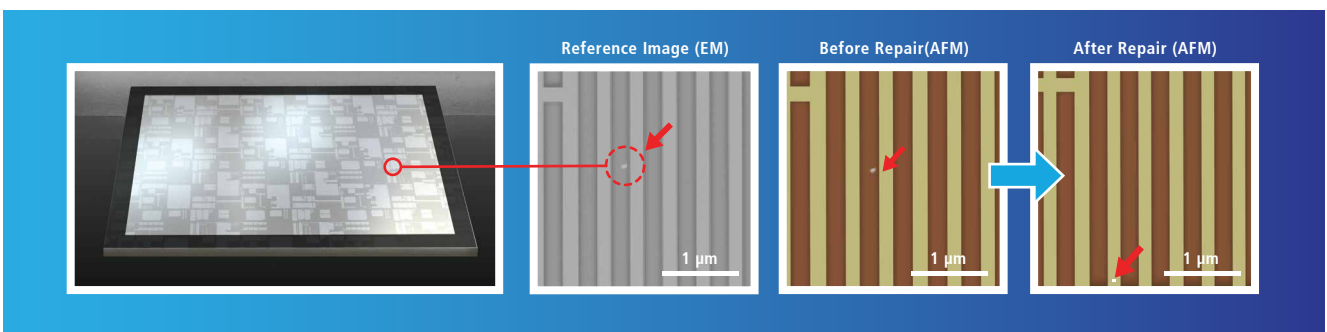 Reference Image (EM)
Before Repair(AFM)
After Repair (AFM)
1 μm
1 μm
1 μm